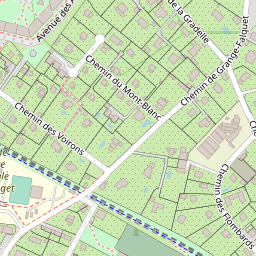 Avenue des A
de la Gradelle
Chemin de Grange-Falquet
Chemin du Mont-Blanc
Chemin des Voirons
Chemin des Flombards
get